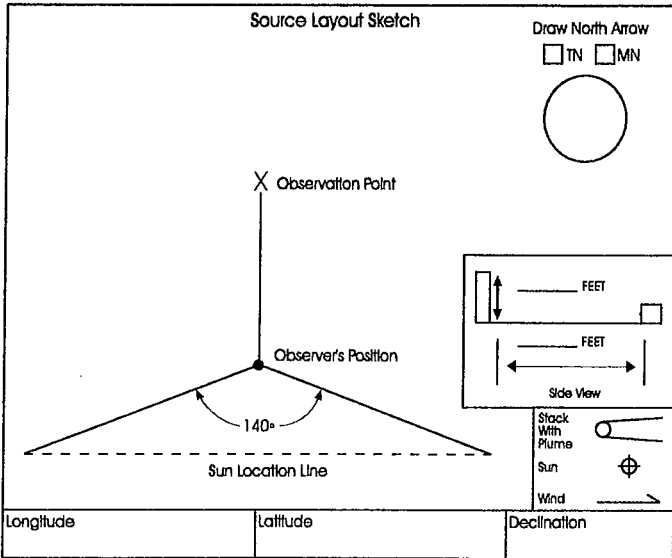 Source Layout Sketch
Draw North Arrow
TN MN
X Observation Point
FEET
Observer's Position
FEET
Side View
140°
Stack
With
Plume
Sun Location Line
Sun
Wind
Longitude Latitude Declination